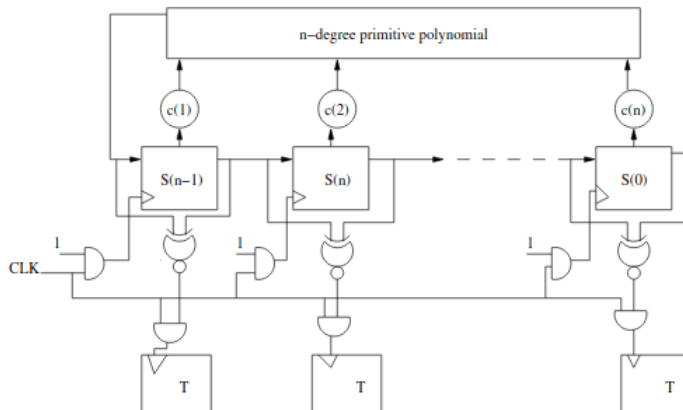 n−degree primitive polynomial
c(1) c(2) c(n)
S(n−1) S(n) S(0)
1 1 1
CLK
T T T